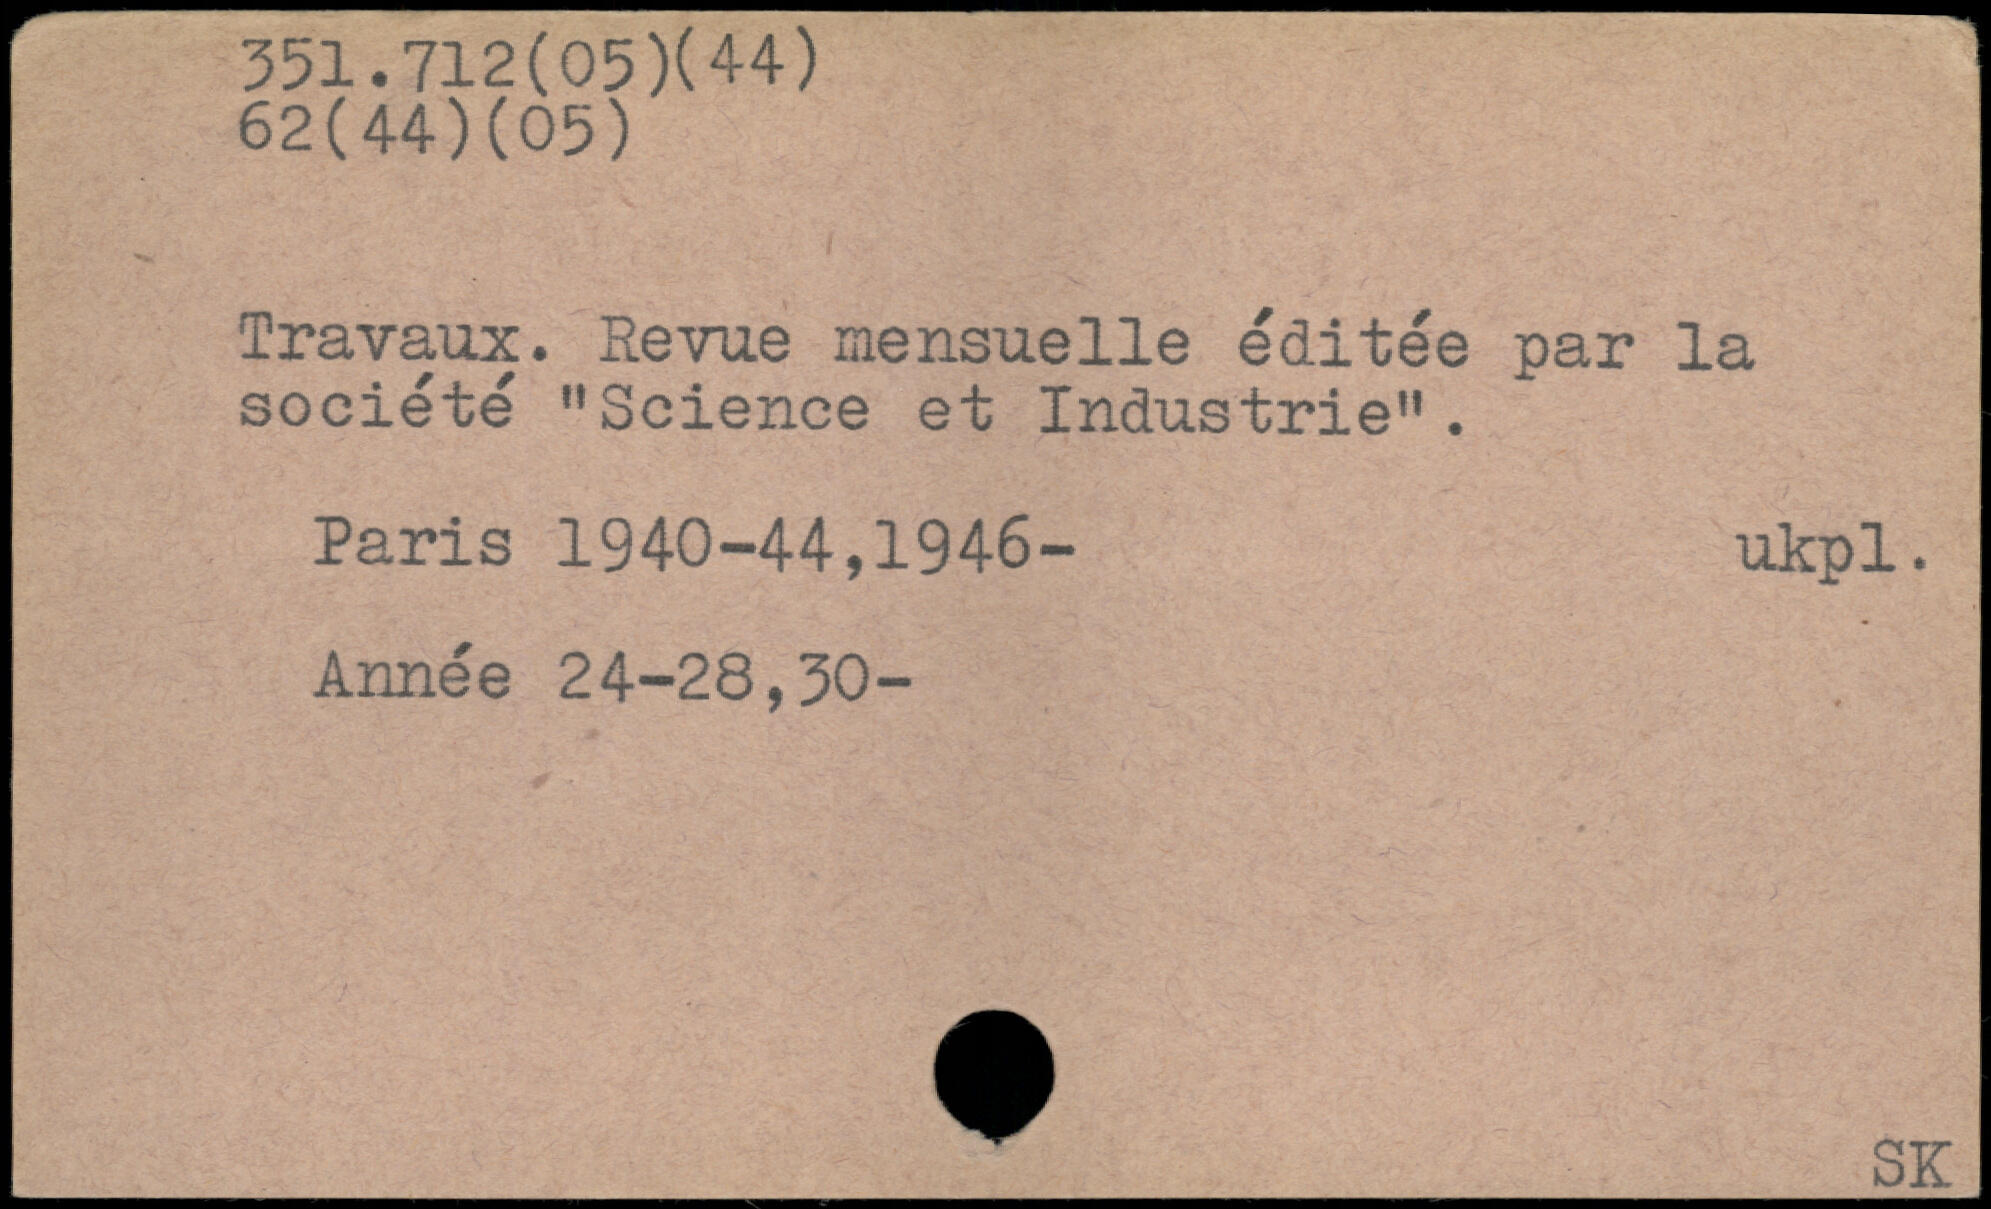 351.712(05)(44)
62(44)(05)
Travaux. Revue mensuelle éditée par la
société "Science et Industrie".
Paris 1940-44,1946- ukpl.
Année 24-28,30-
SK